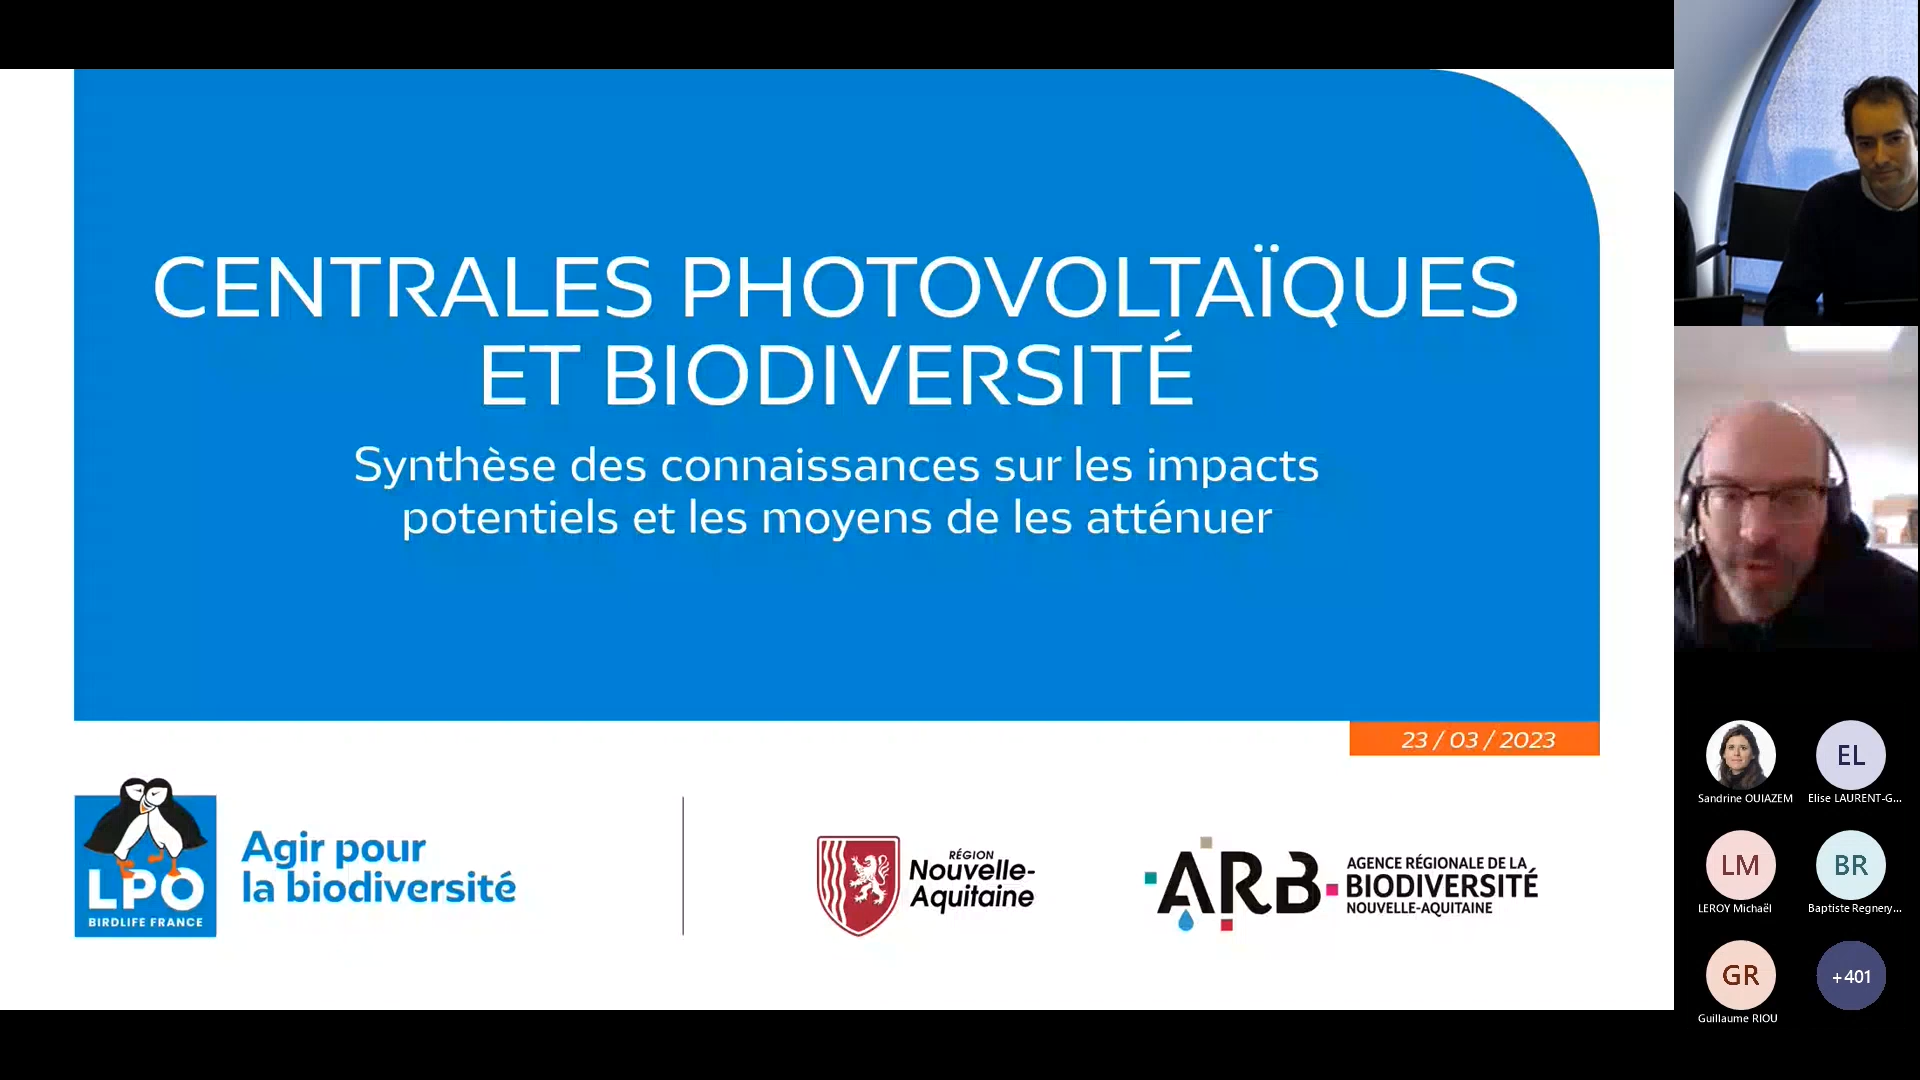 CENTRALES PHOTOVOLTAÏQUES
ET BIODIVERSITÉ
Synthèse des connaissances sur les impacts
potentiels et les moyens de les atténuer
23 / 03 / 2023
LPO
BIRDLIFE FRANCE
Agir pour
la biodiversité
RÉGION
Nouvelle-
Aquitaine
ARB
AGENCE RÉGIONALE DE LA
BIODIVERSITÉ
NOUVELLE-AQUITAINE
Sandrine OUIAZEM
EL
Elise LAURENT-G...
LM
LEROY Michaël
BR
Baptiste Regnery...
GR
Guillaume RIOU
+401